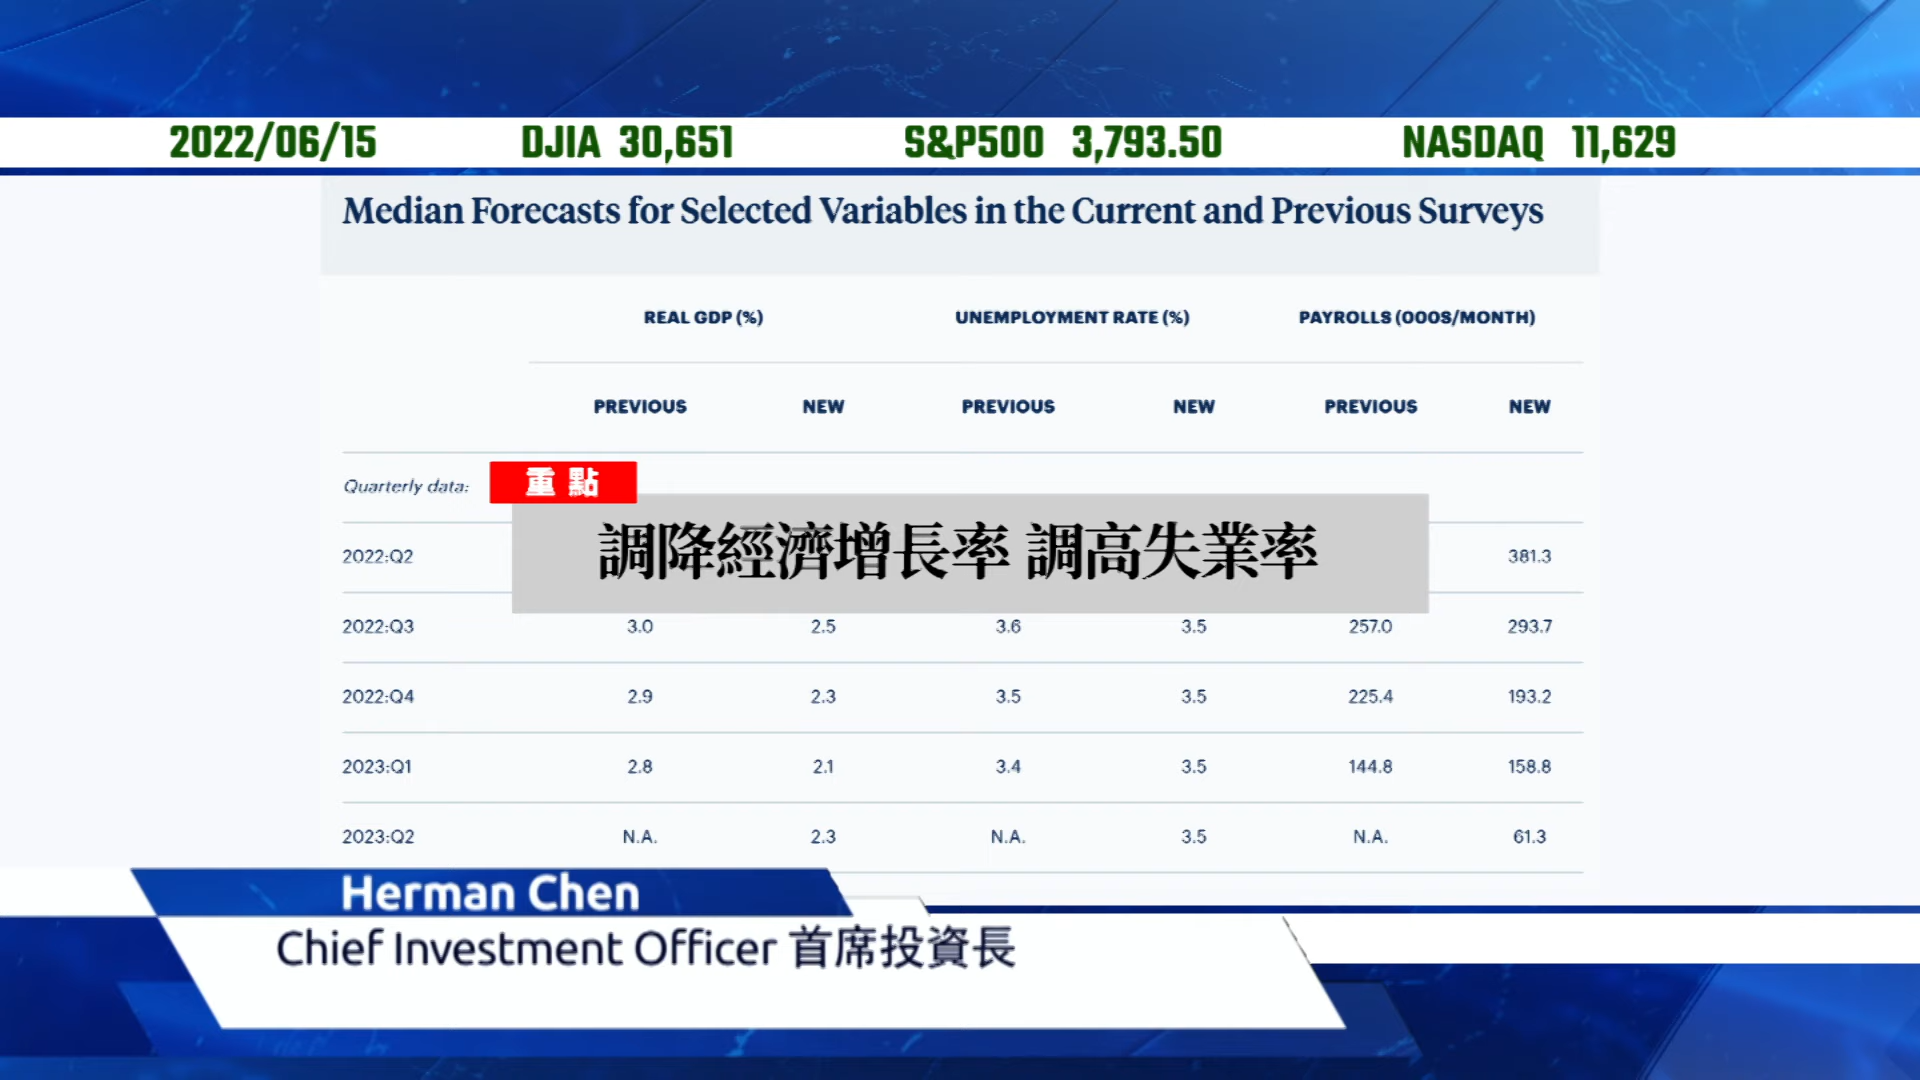 2022/06/15 DJIA 30,651 S&P500 3,793.50 NASDAQ 11,629
Median Forecasts for Selected Variables in the Current and Previous Surveys
REAL GDP (%) UNEMPLOYMENT RATE (%) PAYROLLS (000S/MONTH)
PREVIOUS NEW PREVIOUS NEW PREVIOUS NEW
Quarterly data:
重點
調降經濟增長率 調高失業率
2022:Q2 381.3
2022:Q3 3.0 2.5 3.6 3.5 257.0 293.7
2022:Q4 2.9 2.3 3.5 3.5 225.4 193.2
2023:Q1 2.8 2.1 3.4 3.5 144.8 158.8
2023:Q2 N.A. 2.3 N.A. 3.5 N.A. 61.3
Herman Chen
Chief Investment Officer 首席投資長